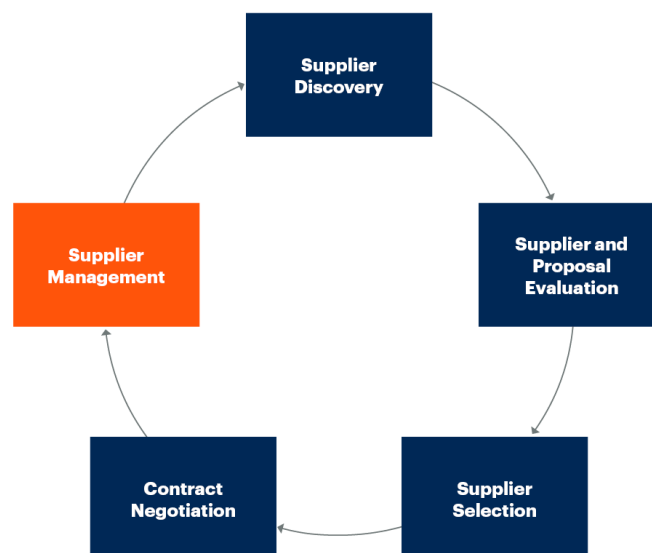 Supplier
Discovery
Supplier and
Proposal
Evaluation
Supplier
Selection
Contract
Negotiation
Supplier
Management